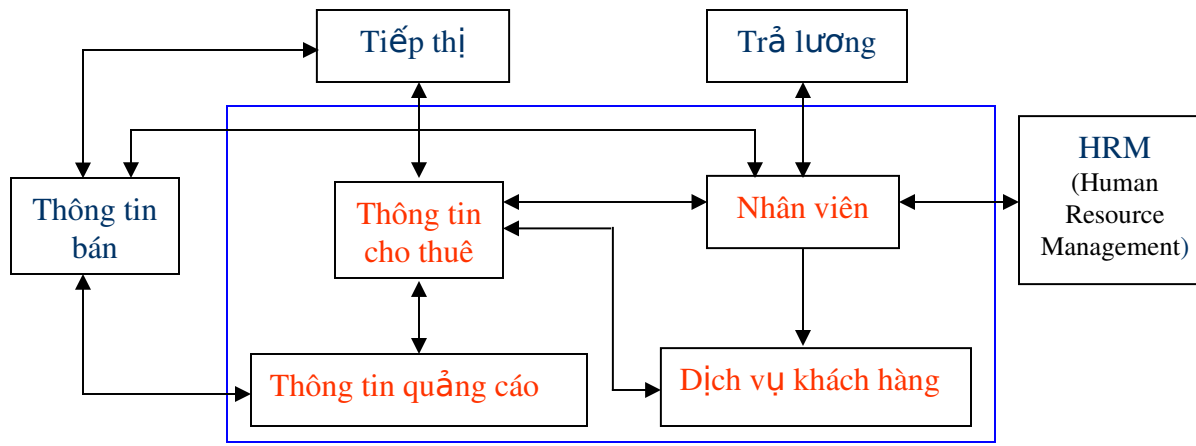 Tiếp thị
Trả lương
HRM
(Human
Resource
Management)
Thông tin
bán
Thông tin
cho thuê
Nhân viên
Thông tin quảng cáo
Dịch vụ khách hàng